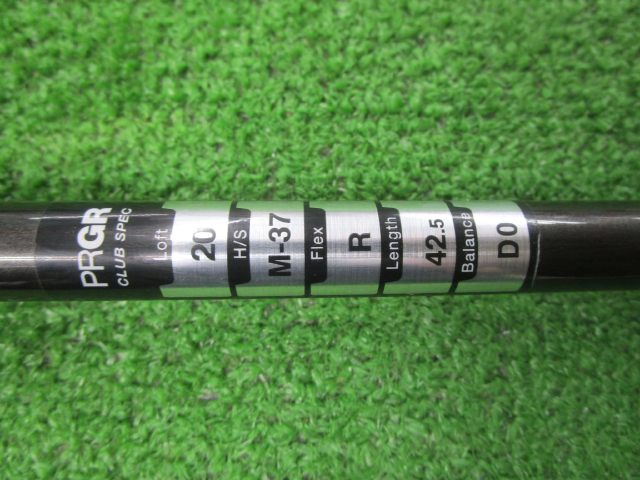 PRGR
CLUB SPEC
Loft
20
H/S
M-37
Flex
R
Length
42.5
Balance
D0